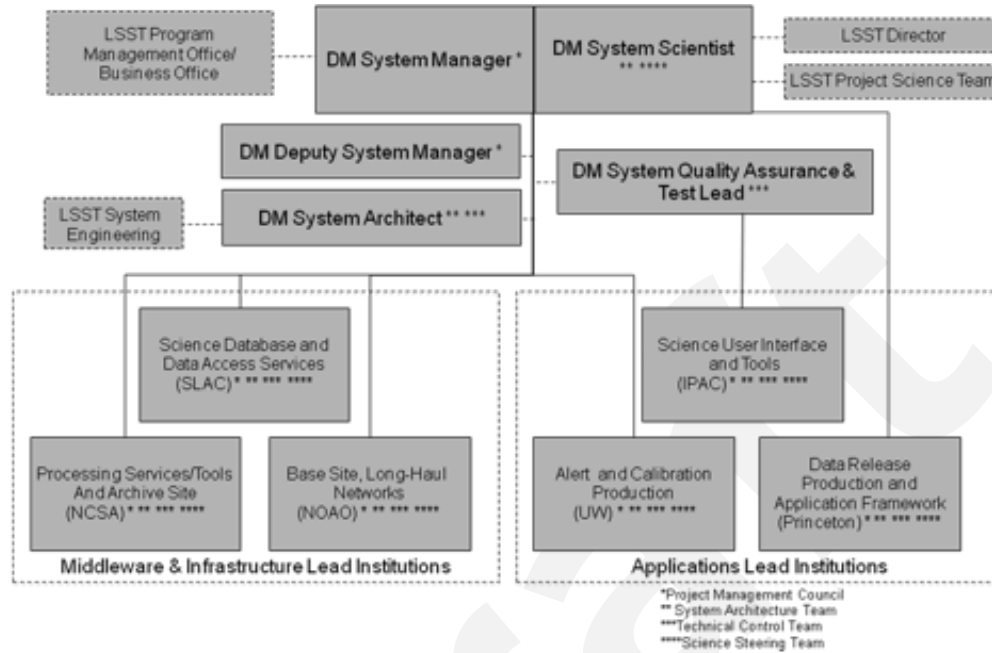 LSST Program
Management Office/
Business Office
DM System Manager *
DM System Scientist
** ****
LSST Director
LSST Project Science Team
DM Deputy System Manager *
DM System Quality Assurance &
Test Lead ***
LSST System
Engineering
DM System Architect ** ***
Science Database and
Data Access Services
(SLAC) * ** *** ****
Science User Interface
and Tools
(IPAC) * ** *** ****
Processing Services/Tools
And Archive Site
(NCSA) * ** *** ****
Base Site, Long-Haul
Networks
(NOAO) * ** *** ****
Alert and Calibration
Production
(UW) * ** *** ****
Data Release
Production and
Application Framework
(Princeton) * ** *** ****
Middleware & Infrastructure Lead Institutions
Applications Lead Institutions
*Project Management Council
** System Architecture Team
***Technical Control Team
****Science Steering Team